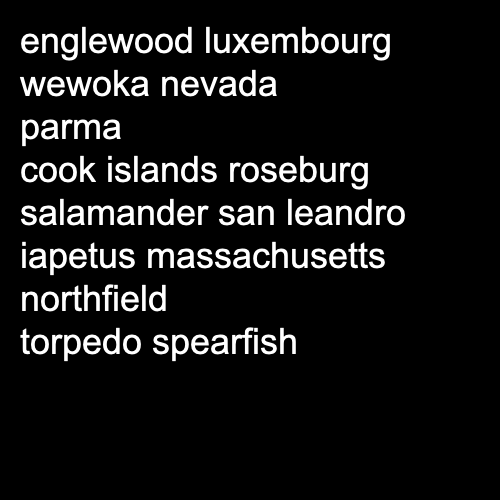 englewood luxembourg
wewoka nevada
parma
cook islands roseburg
salamander san leandro
iapetus massachusetts
northfield
torpedo spearfish